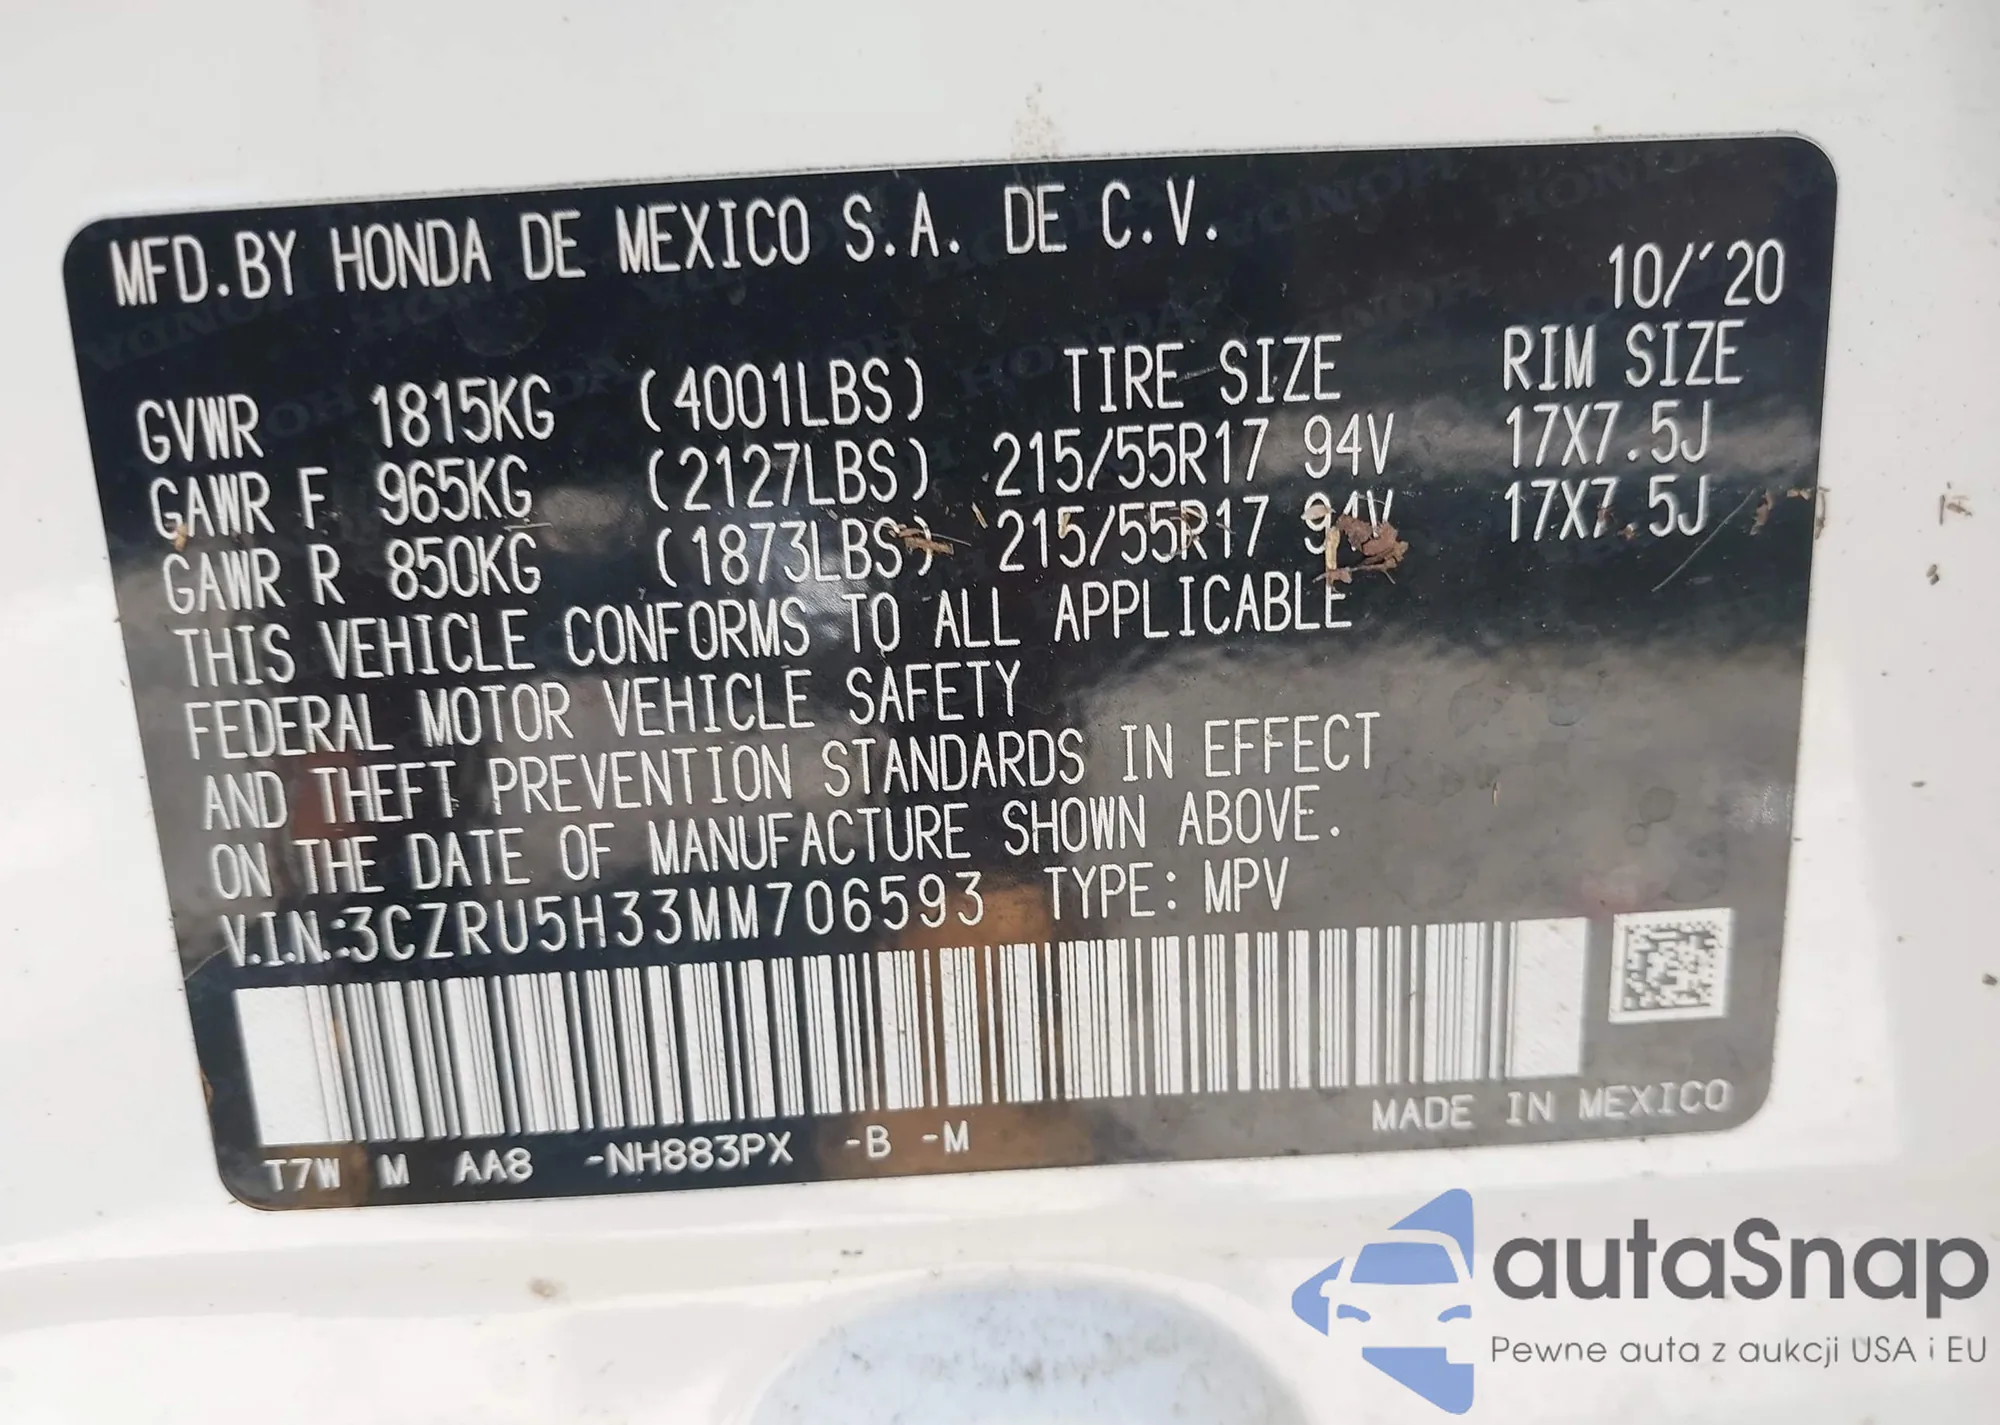 MFD.BY HONDA DE MEXICO S.A. DE C.V.
10/'20
GVWR 1815KG (4001LBS) TIRE SIZE RIM SIZE
GAWR F 965KG (2127LBS) 215/55R17 94V 17X7.5J
GAWR R 850KG (1873LBS) 215/55R17 94V 17X7.5J
THIS VEHICLE CONFORMS TO ALL APPLICABLE
FEDERAL MOTOR VEHICLE SAFETY
AND THEFT PREVENTION STANDARDS IN EFFECT
ON THE DATE OF MANUFACTURE SHOWN ABOVE.
V.I.N.:3CZRU5H33MM706593 TYPE: MPV
MADE IN MEXICO
T7W M AA8 -NH883PX -B -M
autaSnap
Pewne auta z aukcji USA i EU